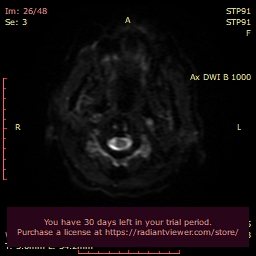 Im: 26/48
STP91
Se: 3
A
STP91
F
Ax DWI B 1000
R
L
You have 30 days left in your trial period.
Purchase a license at https://radiantviewer.com/store/